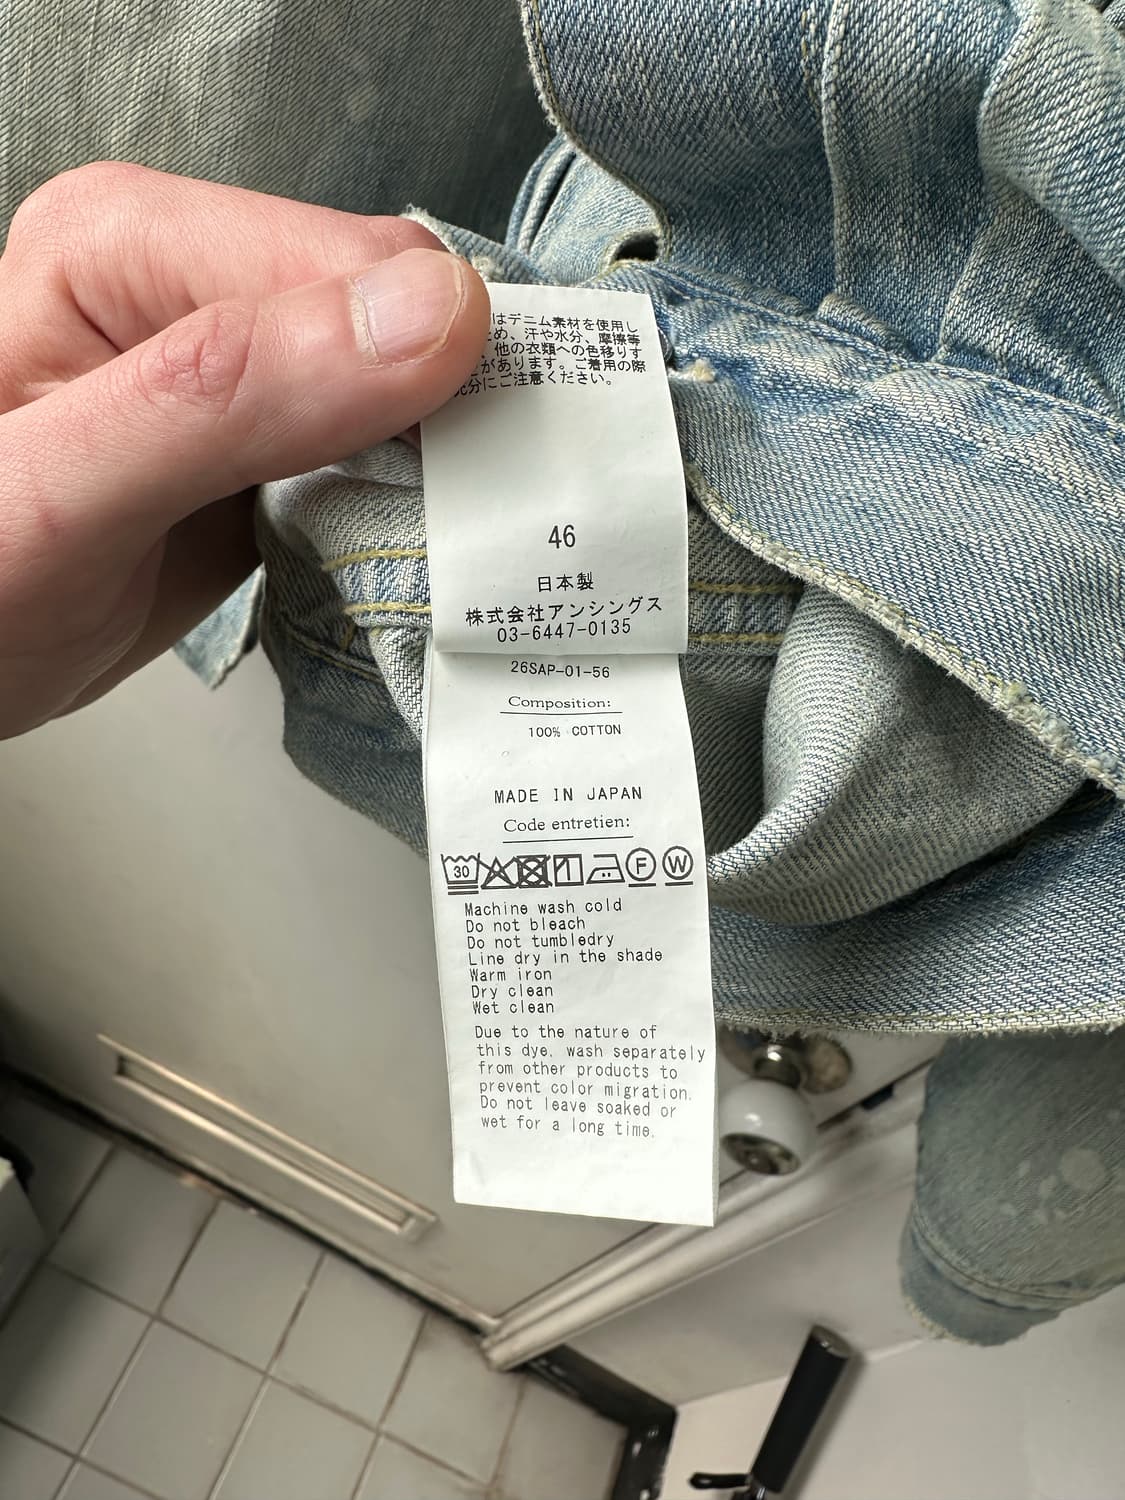 はデニム素材を使用し
め、汗や水分、摩擦等
、他の衣類への色移りす
があります。ご着用の際
充分にご注意ください。
46
日本製
株式会社アンシングス
03-6447-0135
26SAP-01-56
Composition:
100% COTTON
MADE IN JAPAN
Code entretien:
30 F W
Machine wash cold
Do not bleach
Do not tumbledry
Line dry in the shade
Warm iron
Dry clean
Wet clean
Due to the nature of
this dye, wash separately
from other products to
prevent color migration.
Do not leave soaked or
wet for a long time.